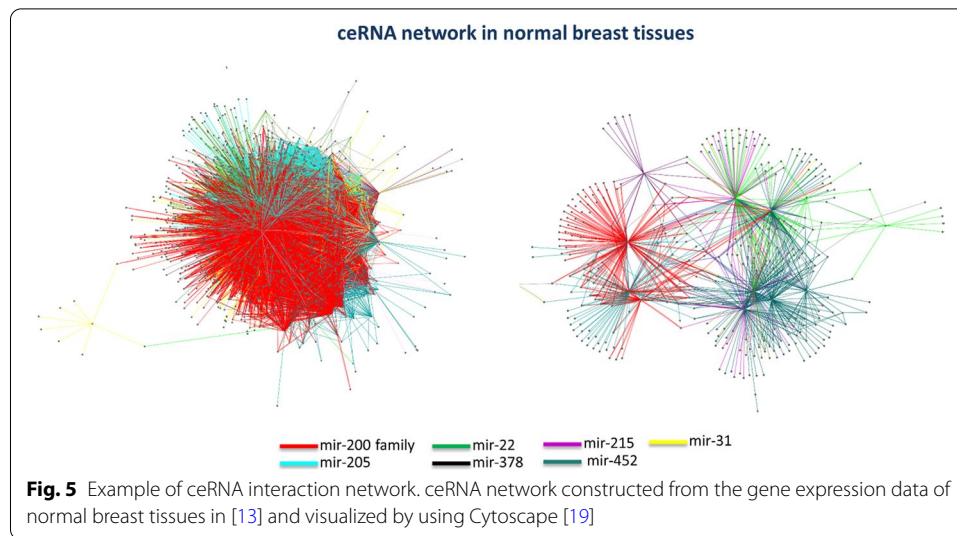 ceRNA network in normal breast tissues
mir-200 family mir-22 mir-215 mir-31
mir-205 mir-378 mir-452
Fig. 5 Example of ceRNA interaction network. ceRNA network constructed from the gene expression data of
normal breast tissues in [13] and visualized by using Cytoscape [19]